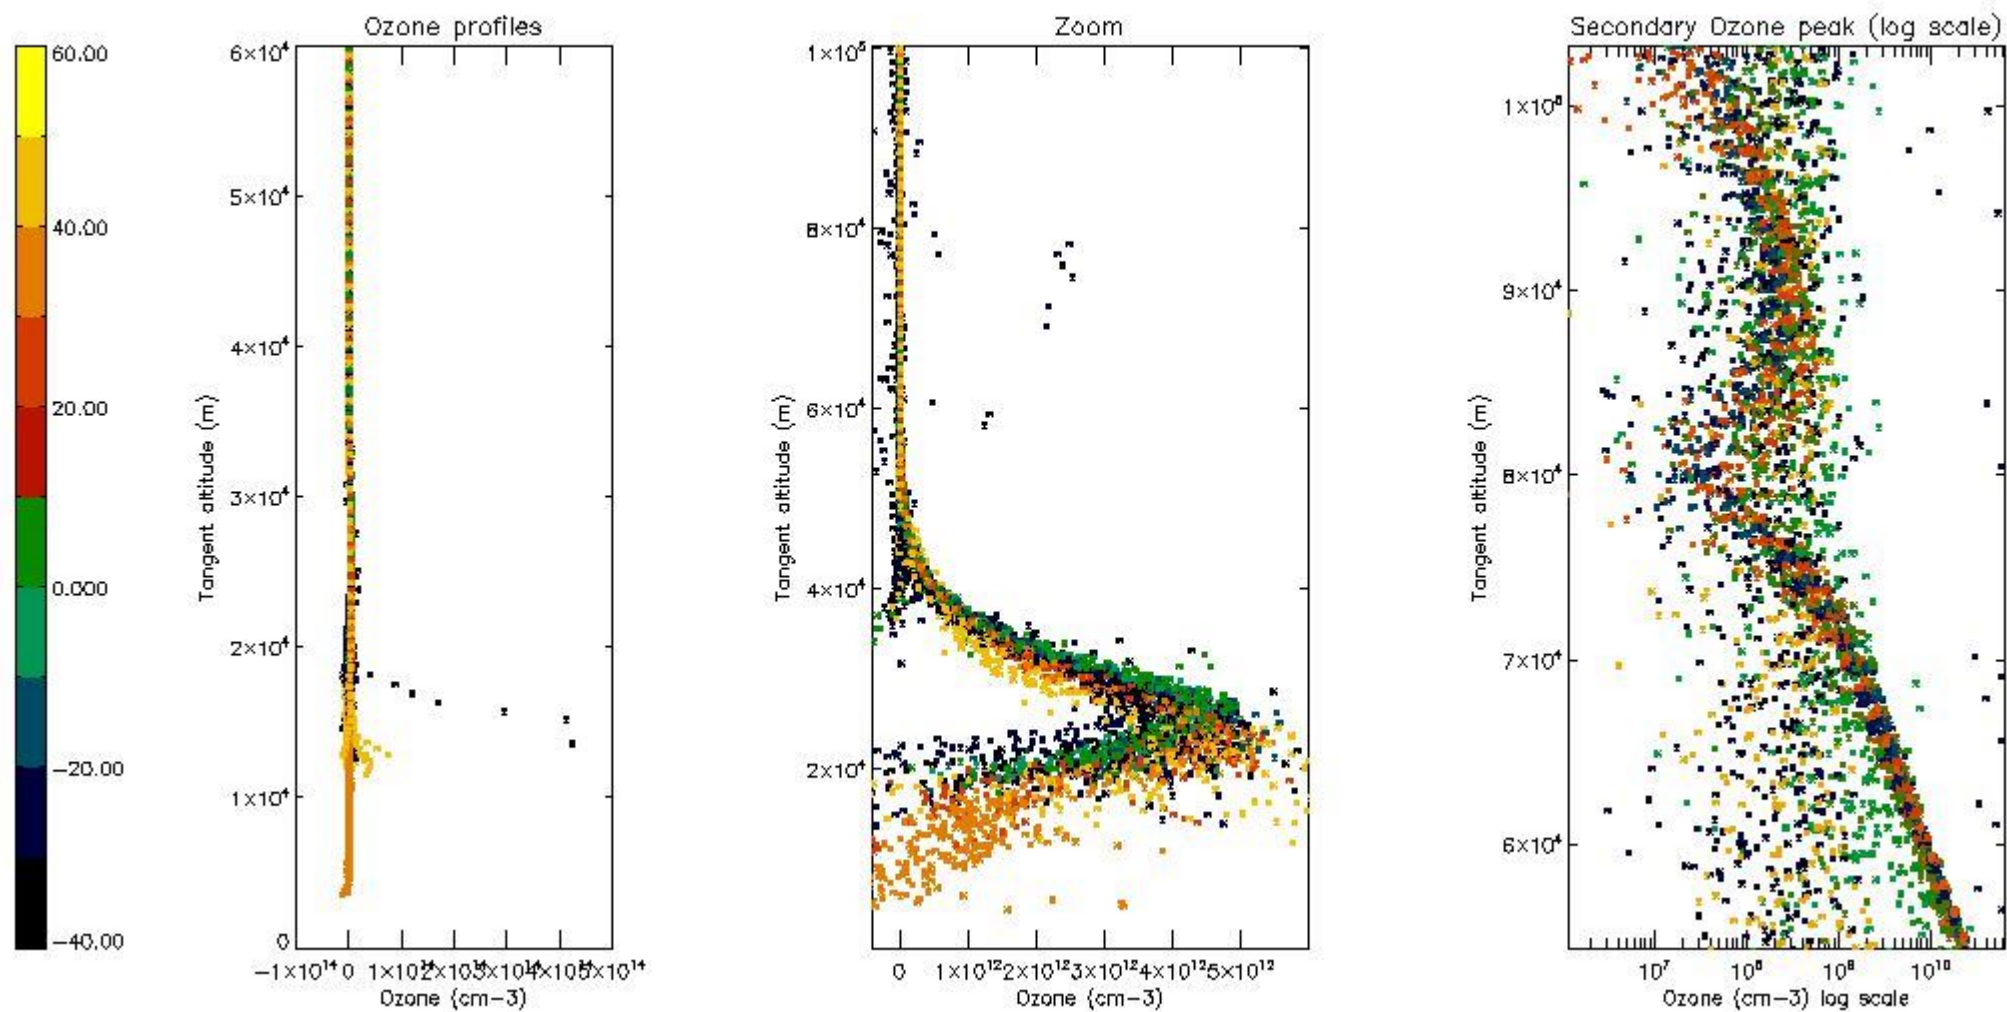 Ozone profiles
Zoom
Secondary Ozone peak (log scale)
60.00
40.00
20.00
0.000
−20.00
−40.00
6×10⁴
5×10⁴
4×10⁴
3×10⁴
2×10⁴
1×10⁴
0
Tangent altitude (m)
0
Ozone (cm−3)
1×10⁵
8×10⁴
6×10⁴
4×10⁴
2×10⁴
Tangent altitude (m)
0 1×10¹² 2×10¹² 3×10¹² 4×10¹² 5×10¹²
Ozone (cm−3)
9×10⁴
8×10⁴
7×10⁴
6×10⁴
Tangent altitude (m)
10⁷ 10⁸ 10⁹ 10¹⁰
Ozone (cm−3) log scale